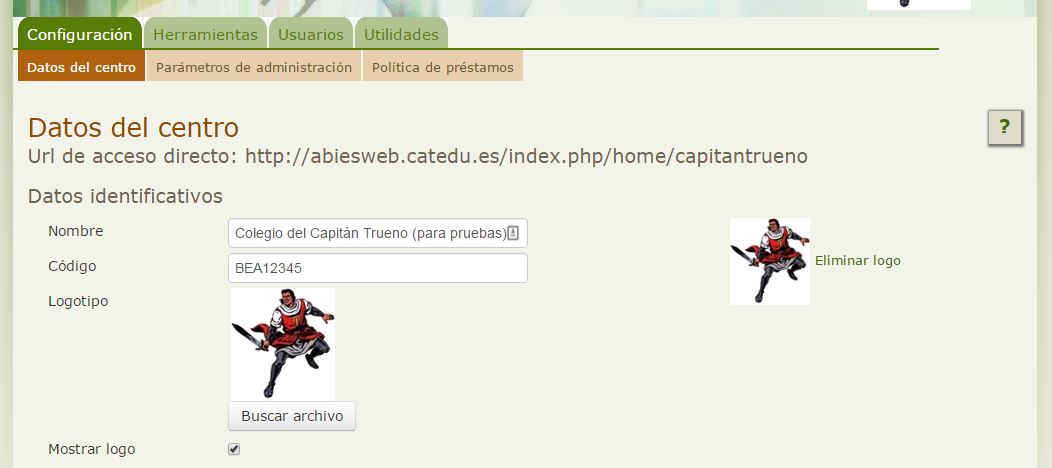 Configuración Herramientas Usuarios Utilidades
Datos del centro Parámetros de administración Política de préstamos
Datos del centro ?
Url de acceso directo: http://abiesweb.catedu.es/index.php/home/capitantrueno
Datos identificativos
Nombre Colegio del Capitán Trueno (para pruebas)
Eliminar logo
Código BEA12345
Logotipo
Buscar archivo
Mostrar logo